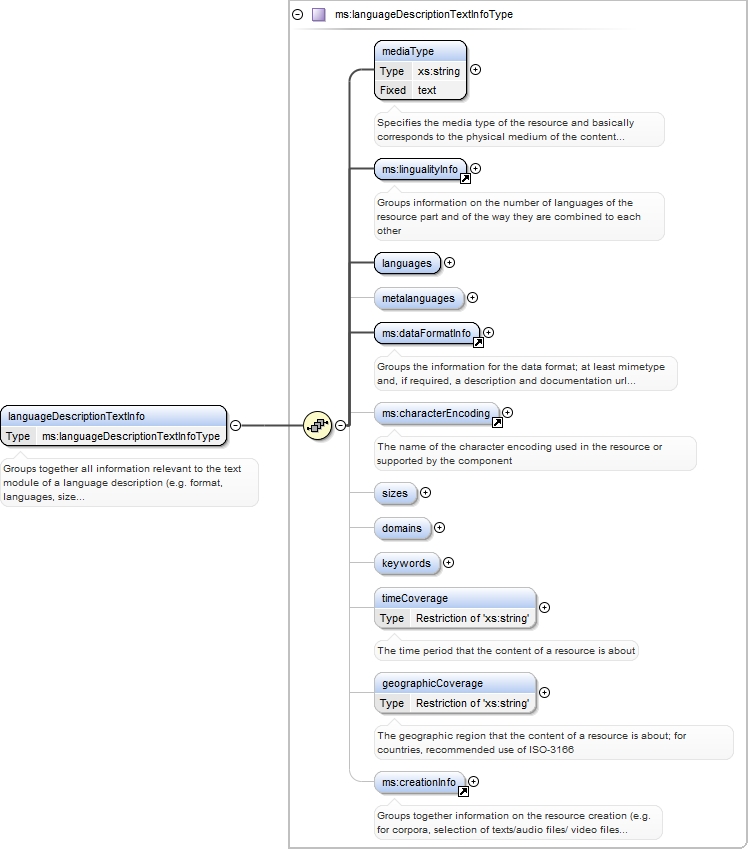 ms:languageDescriptionTextInfoType
mediaType
Type xs:string
Fixed text
Specifies the media type of the resource and basically
corresponds to the physical medium of the content...
ms:lingualityInfo
Groups information on the number of languages of the
resource part and of the way they are combined to each
other
languages
metalanguages
ms:dataFormatInfo
Groups the information for the data format; at least mimetype
and, if required, a description and documentation url...
languageDescriptionTextInfo
Type ms:languageDescriptionTextInfoType
Groups together all information relevant to the text
module of a language description (e.g. format,
languages, size...
ms:characterEncoding
The name of the character encoding used in the resource or
supported by the component
sizes
domains
keywords
timeCoverage
Type Restriction of 'xs:string'
The time period that the content of a resource is about
geographicCoverage
Type Restriction of 'xs:string'
The geographic region that the content of a resource is about; for
countries, recommended use of ISO-3166
ms:creationInfo
Groups together information on the resource creation (e.g.
for corpora, selection of texts/audio files/ video files...